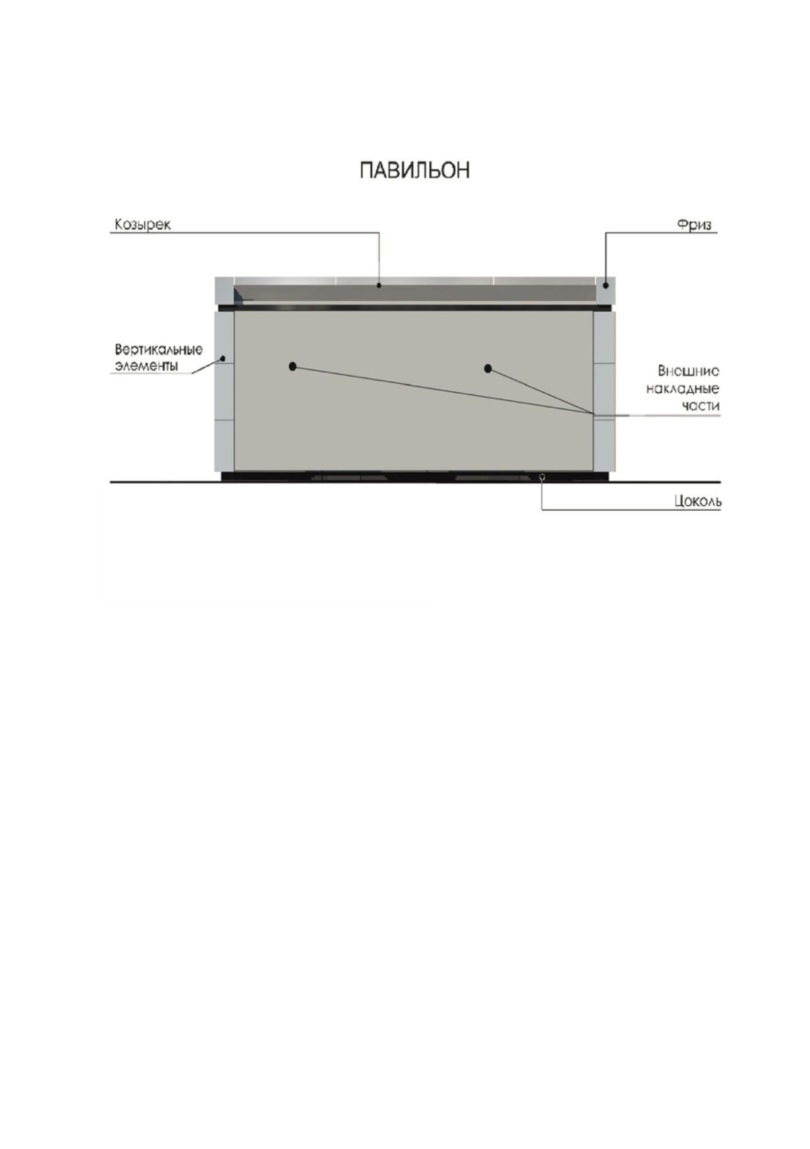 ПАВИЛЬОН
Козырек
Фриз
Вертикальные
элементы
Внешние
накладные
части
Цоколь